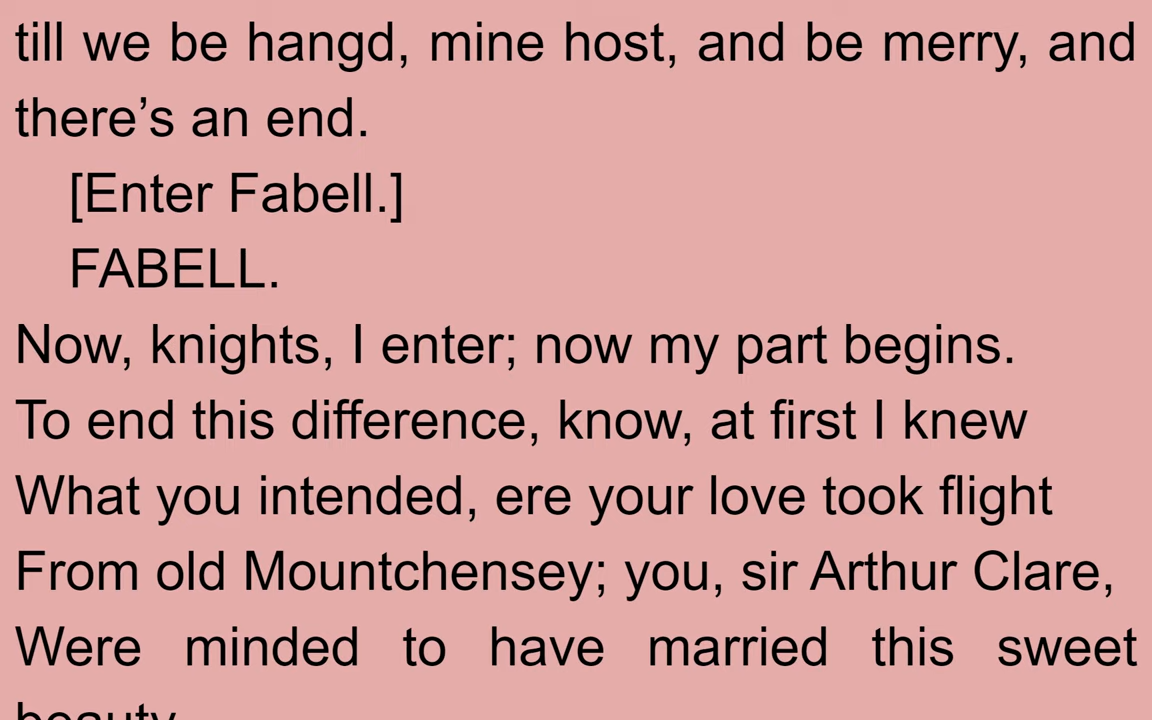 till we be hangd, mine host, and be merry, and
there’s an end.
[Enter Fabell.]
FABELL.
Now, knights, I enter; now my part begins.
To end this difference, know, at first I knew
What you intended, ere your love took flight
From old Mountchensey; you, sir Arthur Clare,
Were minded to have married this sweet
beauty